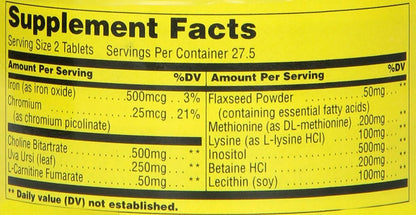 Supplement Facts
Serving Size 2 Tablets Servings Per Container 27.5
Amount Per Serving %DV
Iron (as iron oxide) ........500mcg .. 3%
Chromium ................25mcg . 21%
(as chromium picolinate)
Choline Bitartrate ..........500mg ... **
Uva Ursi (leaf) .............250mg ... **
L-Carnitine Fumarate .......50mg ... **
** Daily value (DV) not established.
Amount Per Serving %DV
Flaxseed Powder ..........50mg ... **
(containing essential fatty acids)
Methionine (as DL-methionine) .200mg ... **
Lysine (as L-lysine HCl) .....100mg ... **
Inositol ..................500mg ... **
Betaine HCl ...............200mg ... **
Lecithin (soy) .............100mg ... **